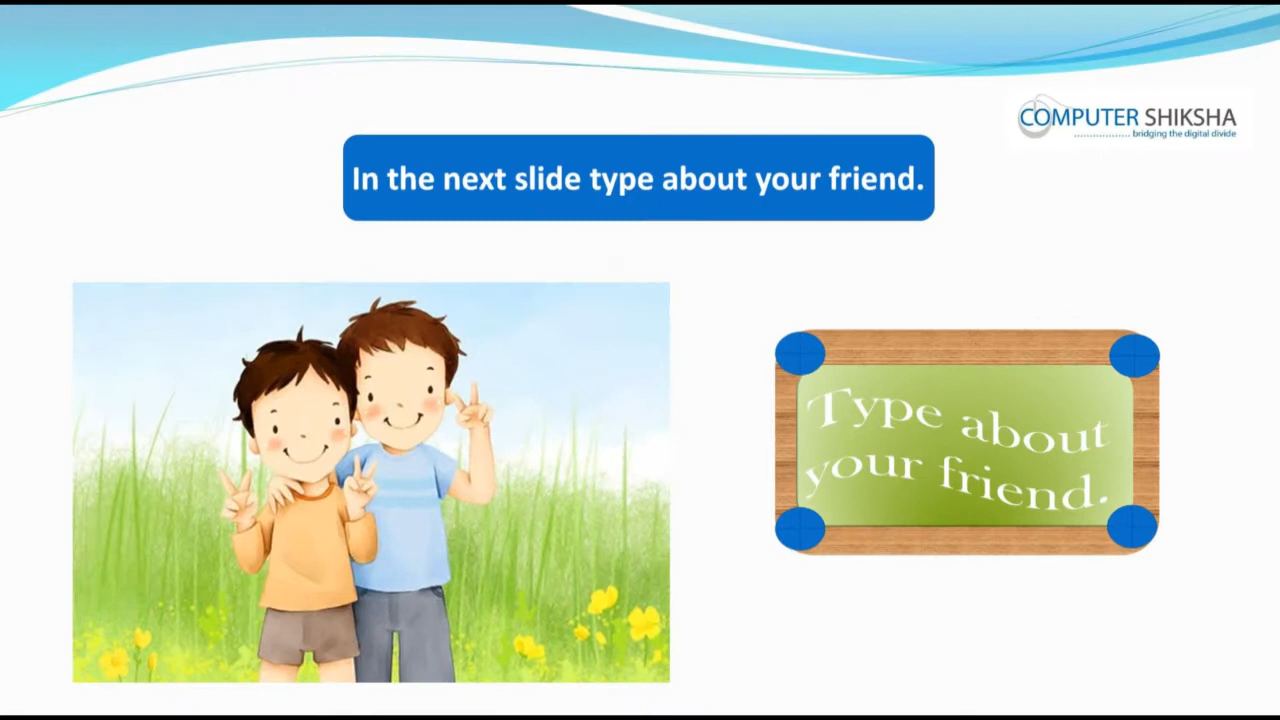 COMPUTER SHIKSHA
bridging the digital divide
In the next slide type about your friend.
Type about
your friend.